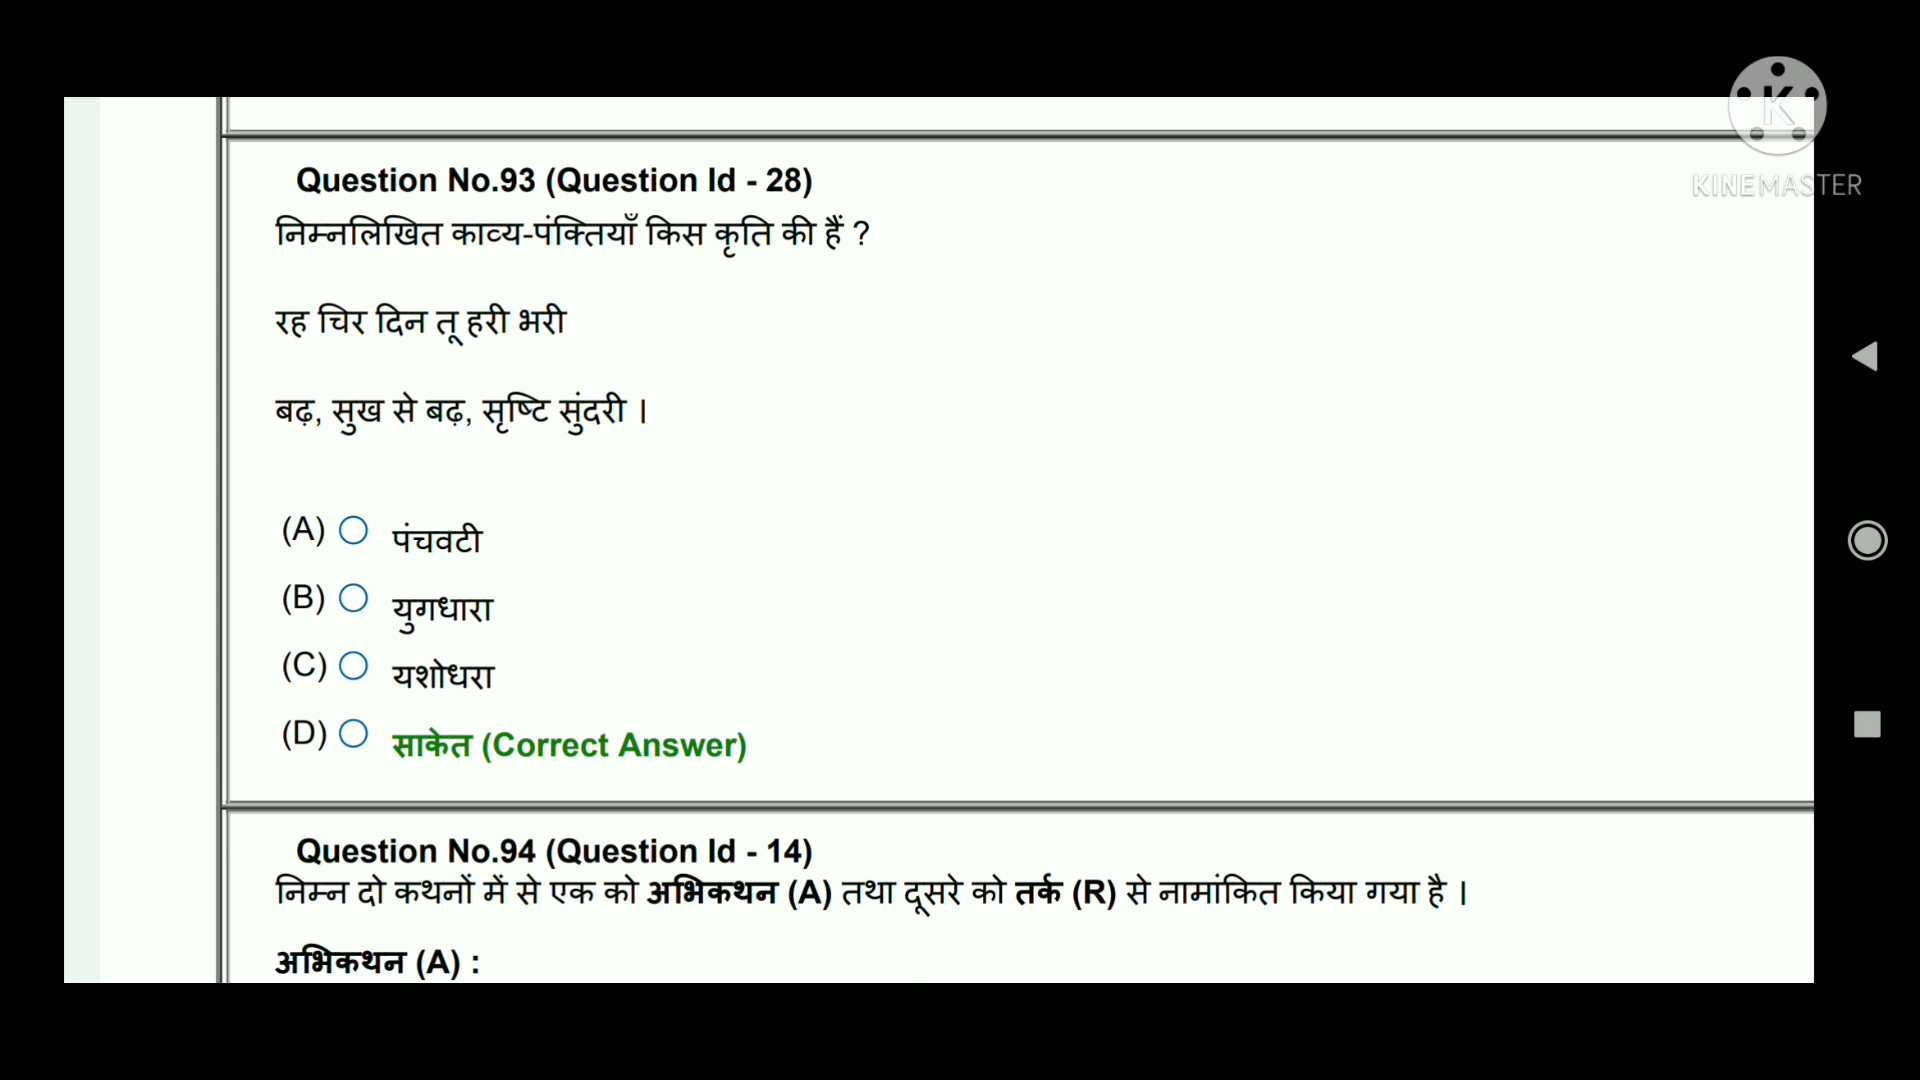 K
KINEMASTER
Question No.93 (Question Id - 28)
निम्नलिखित काव्य-पंक्तियाँ किस कृति की हैं ?
रह चिर दिन तू हरी भरी
बढ़, सुख से बढ़, सृष्टि सुंदरी ।
(A) पंचवटी
(B) युगधारा
(C) यशोधरा
(D) साकेत (Correct Answer)
Question No.94 (Question Id - 14)
निम्न दो कथनों में से एक को अभिकथन (A) तथा दूसरे को तर्क (R) से नामांकित किया गया है ।
अभिकथन (A) :